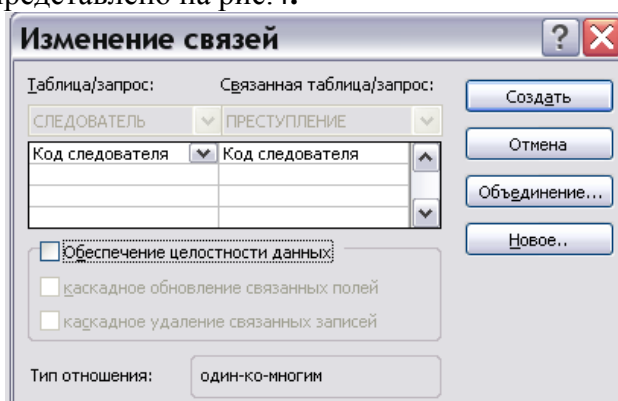 представлено на рис.4.
Изменение связей
Таблица/запрос: Связанная таблица/запрос:
СЛЕДОВАТЕЛЬ ПРЕСТУПЛЕНИЕ
Код следователя Код следователя
Создать
Отмена
Объединение...
Новое..
Обеспечение целостности данных
каскадное обновление связанных полей
каскадное удаление связанных записей
Тип отношения: один-ко-многим